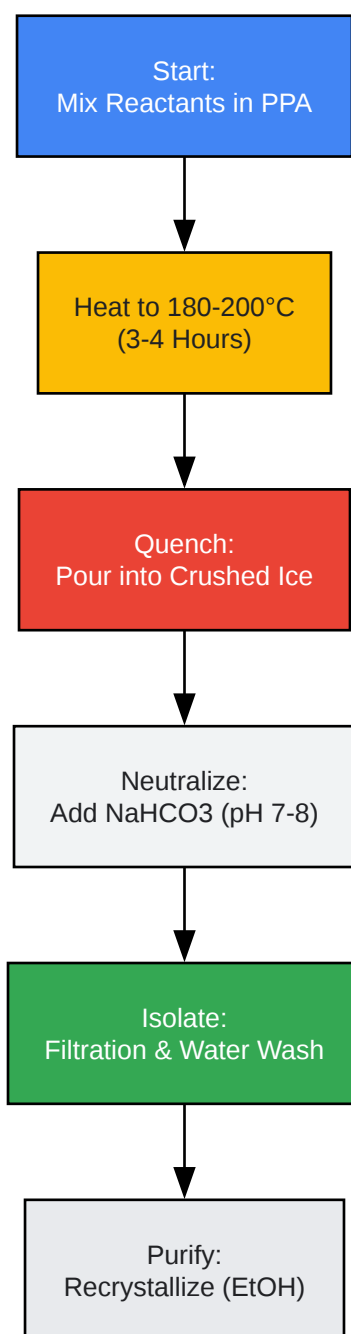 Start:
Mix Reactants in PPA
Heat to 180-200°C
(3-4 Hours)
Quench:
Pour into Crushed Ice
Neutralize:
Add NaHCO3 (pH 7-8)
Isolate:
Filtration & Water Wash
Purify:
Recrystallize (EtOH)